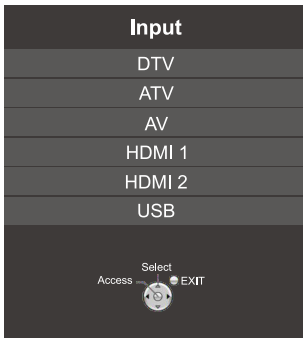 Input
DTV
ATV
AV
HDMI 1
HDMI 2
USB
Select
Access
EXIT